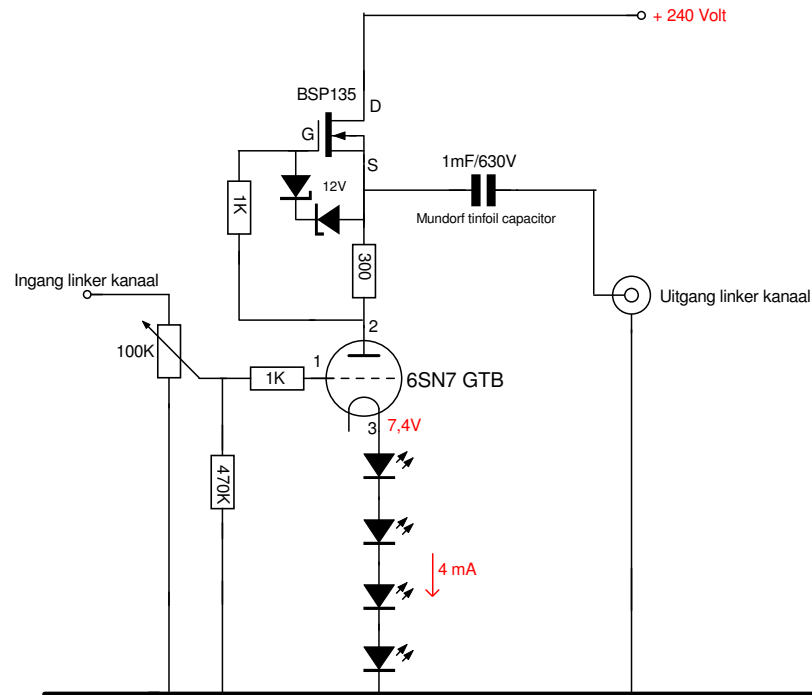 + 240 Volt
BSP135
D
G
S
1mF/630V
12V
1K
Mundorf tinfoil capacitor
300
Ingang linker kanaal
Uitgang linker kanaal
2
100K
1
1K
6SN7 GTB
3
7,4V
470K
4 mA